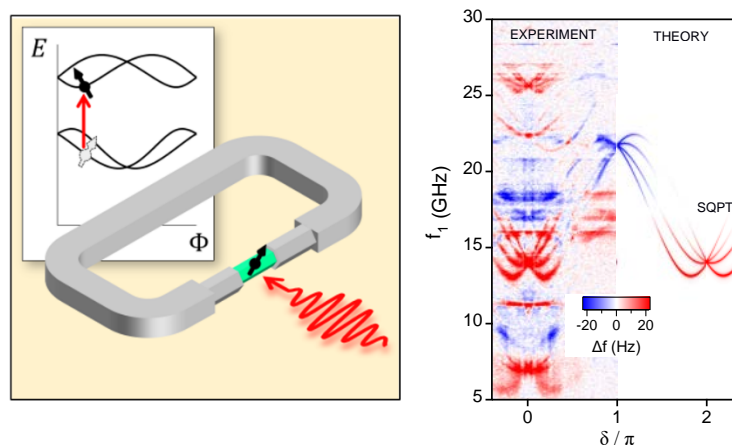 E
Φ
EXPERIMENT
THEORY
30
25
20
15
10
5
f₁ (GHz)
SQPT
-20 0 20
Δf (Hz)
0 1 2
δ / π